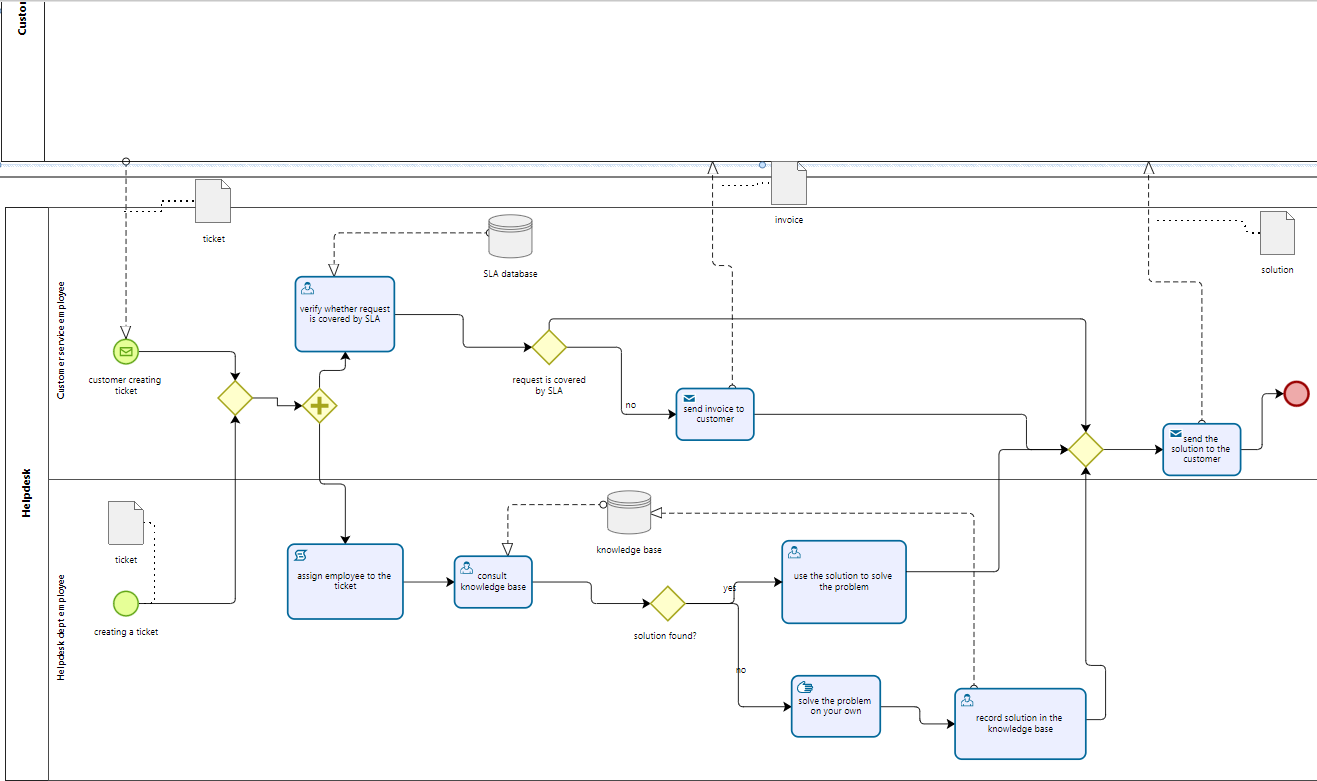 Custo
ticket
invoice
solution
SLA database
Helpdesk
Customer service employee
verify whether request
is covered by SLA
customer creating
ticket
request is covered
by SLA
no
send invoice to
customer
send the
solution to the
customer
Helpdesk dept employee
ticket
creating a ticket
knowledge base
assign employee to the
ticket
consult
knowledge base
solution found?
yes
use the solution to solve
the problem
no
solve the problem
on your own
record solution in the
knowledge base